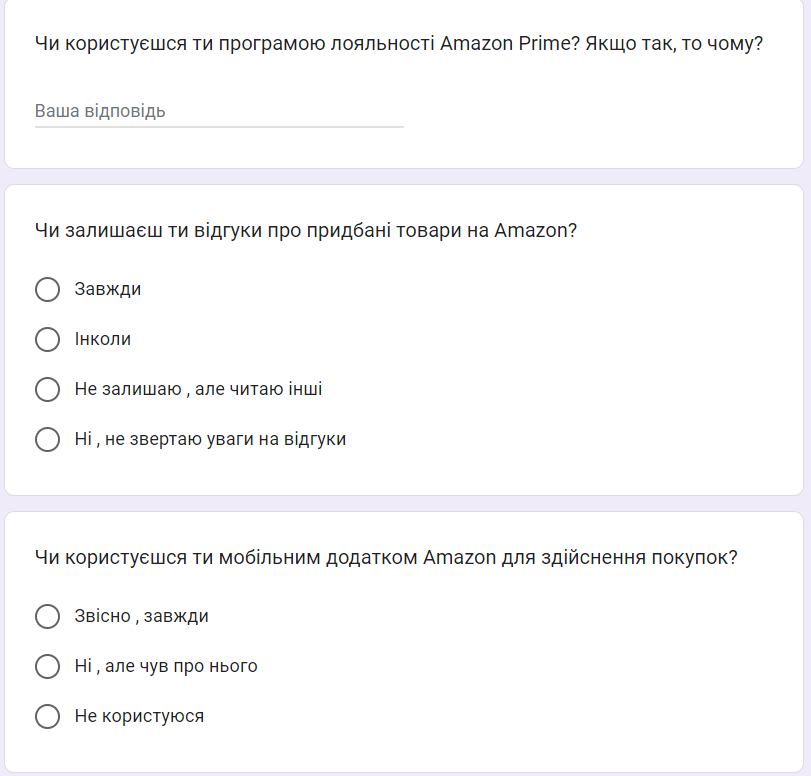 Чи користуєшся ти програмою лояльності Amazon Prime? Якщо так, то чому?
Ваша відповідь
Чи залишаєш ти відгуки про придбані товари на Amazon?
Завжди
Інколи
Не залишаю , але читаю інші
Ні , не звертаю уваги на відгуки
Чи користуєшся ти мобільним додатком Amazon для здійснення покупок?
Звісно , завжди
Ні , але чув про нього
Не користуюся